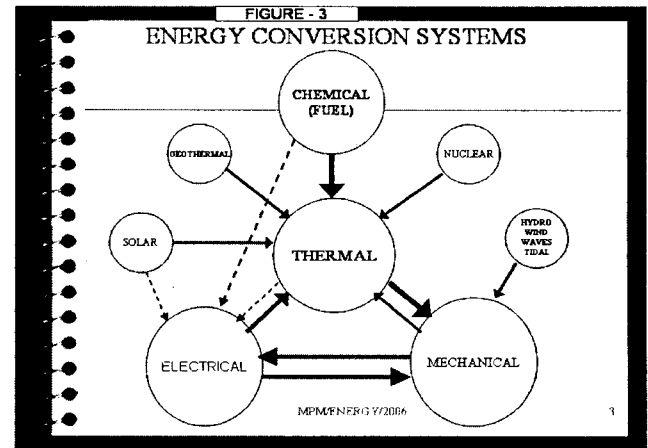 FIGURE - 3
ENERGY CONVERSION SYSTEMS
CHEMICAL
(FUEL)
GEOTHERMAL
NUCLEAR
SOLAR
THERMAL
HYDRO
WIND
WAVES
TIDAL
ELECTRICAL
MECHANICAL
MPM/ENERGY/2006
3